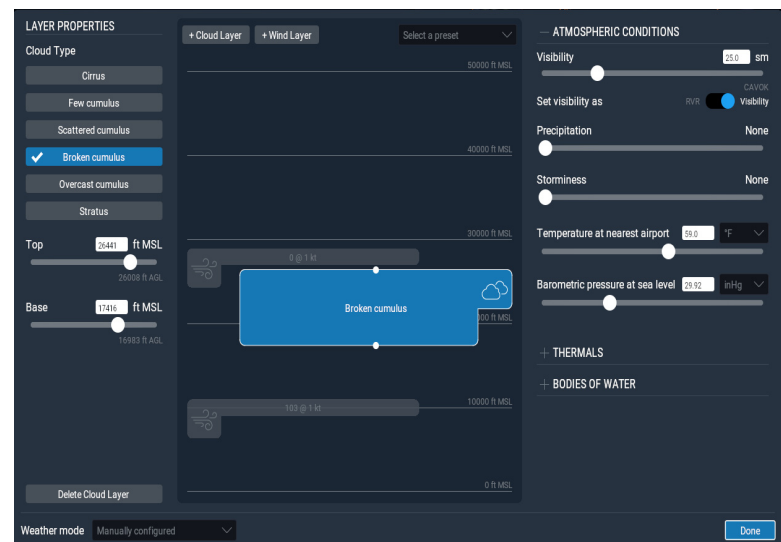 LAYER PROPERTIES
Cloud Type
Cirrus
Few cumulus
Scattered cumulus
Broken cumulus
Overcast cumulus
Stratus
Top 26441 ft MSL
26008 ft AGL
Base 17416 ft MSL
16983 ft AGL
Delete Cloud Layer
+ Cloud Layer + Wind Layer Select a preset
50000 ft MSL
40000 ft MSL
30000 ft MSL
0 @ 1 kt
Broken cumulus
000 ft MSL
103 @ 1 kt
10000 ft MSL
0 ft MSL
— ATMOSPHERIC CONDITIONS
Visibility 25.0 sm
CAVOK
Set visibility as RVR Visibility
Precipitation None
Storminess None
Temperature at nearest airport 59.0 °F
Barometric pressure at sea level 29.92 inHg
+ THERMALS
+ BODIES OF WATER
Weather mode Manually configured
Done